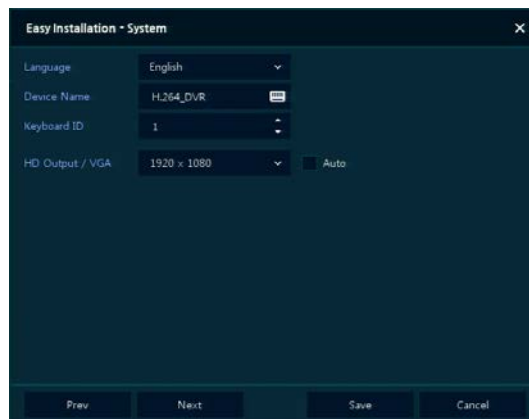 Easy Installation - System
Language English
Device Name H.264_DVR
Keyboard ID 1
HD Output / VGA 1920 x 1080 Auto
Prev Next Save Cancel